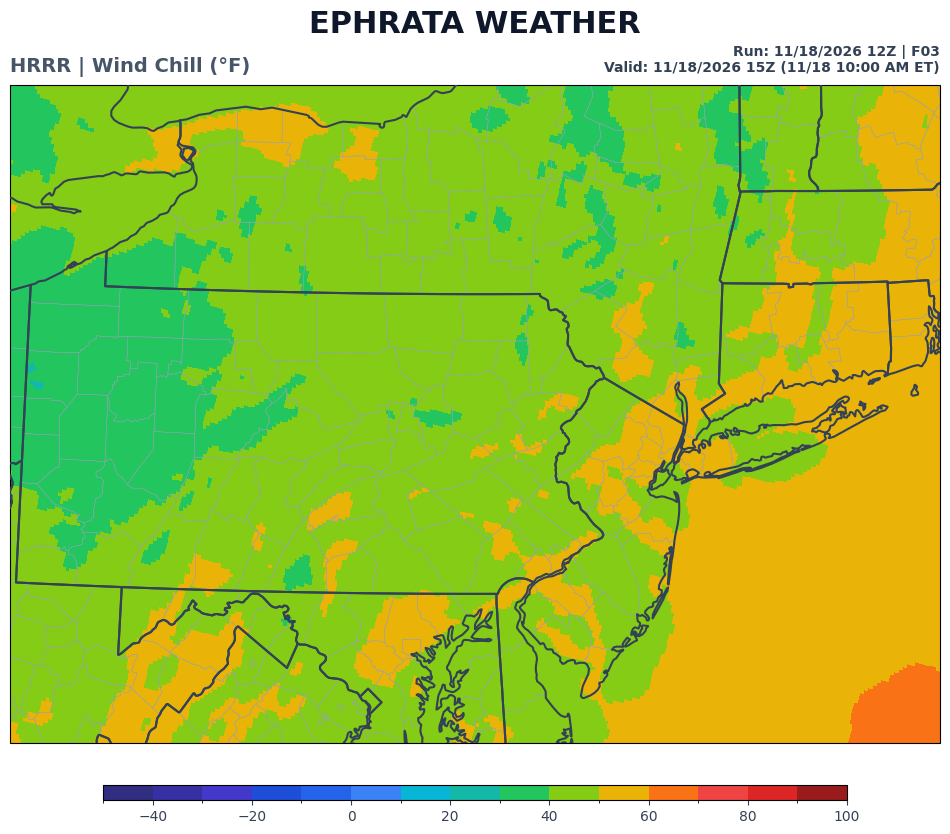 EPHRATA WEATHER
HRRR | Wind Chill (°F)
Run: 11/18/2026 12Z | F03
Valid: 11/18/2026 15Z (11/18 10:00 AM ET)
−40 −20 0 20 40 60 80 100